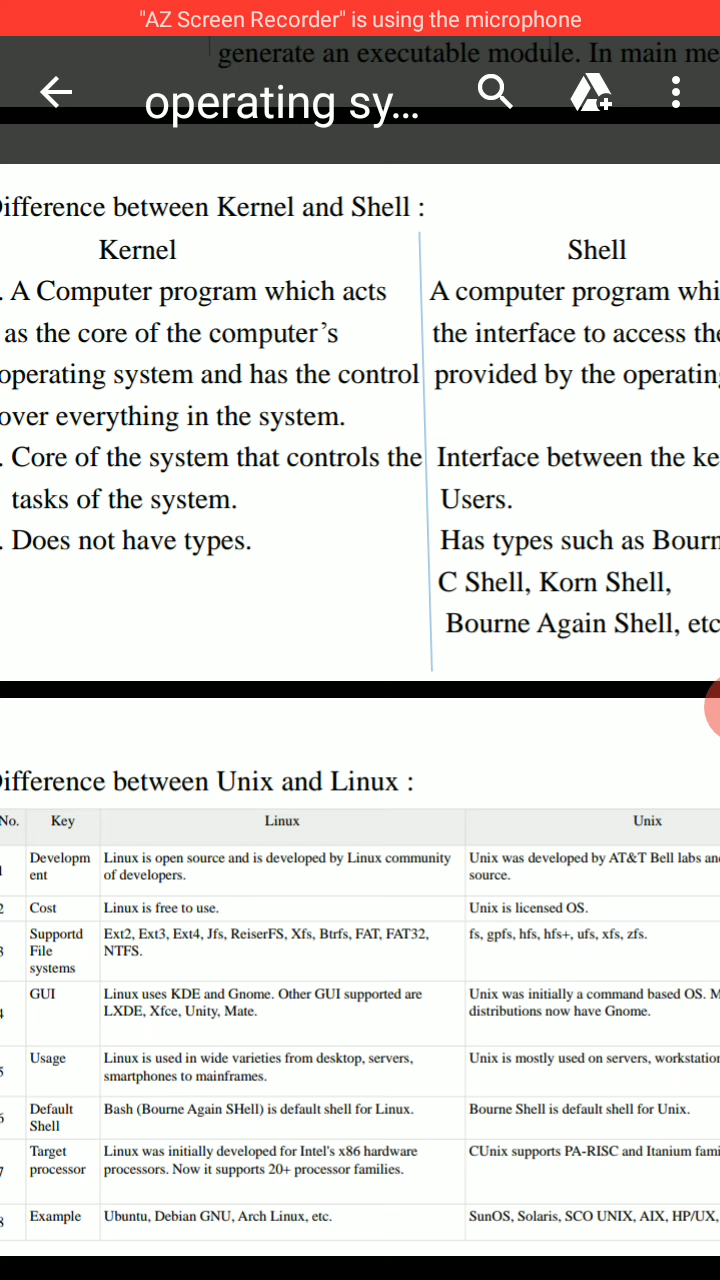 "AZ Screen Recorder" is using the microphone
generate an executable module. In main me
operating sy...
ifference between Kernel and Shell :
Kernel Shell
. A Computer program which acts A computer program whi
as the core of the computer's the interface to access the
operating system and has the control provided by the operating
over everything in the system.
. Core of the system that controls the Interface between the ke
tasks of the system. Users.
. Does not have types. Has types such as Bourn
C Shell, Korn Shell,
Bourne Again Shell, etc
ifference between Unix and Linux :
No. Key Linux Unix
1 Developm Linux is open source and is developed by Linux community Unix was developed by AT&T Bell labs and
ent of developers. source.
2 Cost Linux is free to use. Unix is licensed OS.
3 Supportd Ext2, Ext3, Ext4, Jfs, ReiserFS, Xfs, Btrfs, FAT, FAT32, fs, gpfs, hfs, hfs+, ufs, xfs, zfs.
File NTFS.
systems
4 GUI Linux uses KDE and Gnome. Other GUI supported are Unix was initially a command based OS. M
LXDE, Xfce, Unity, Mate. distributions now have Gnome.
5 Usage Linux is used in wide varieties from desktop, servers, Unix is mostly used on servers, workstation
smartphones to mainframes.
6 Default Bash (Bourne Again SHell) is default shell for Linux. Bourne Shell is default shell for Unix.
Shell
7 Target Linux was initially developed for Intel's x86 hardware CUnix supports PA-RISC and Itanium fami
processor processors. Now it supports 20+ processor families.
8 Example Ubuntu, Debian GNU, Arch Linux, etc. SunOS, Solaris, SCO UNIX, AIX, HP/UX,